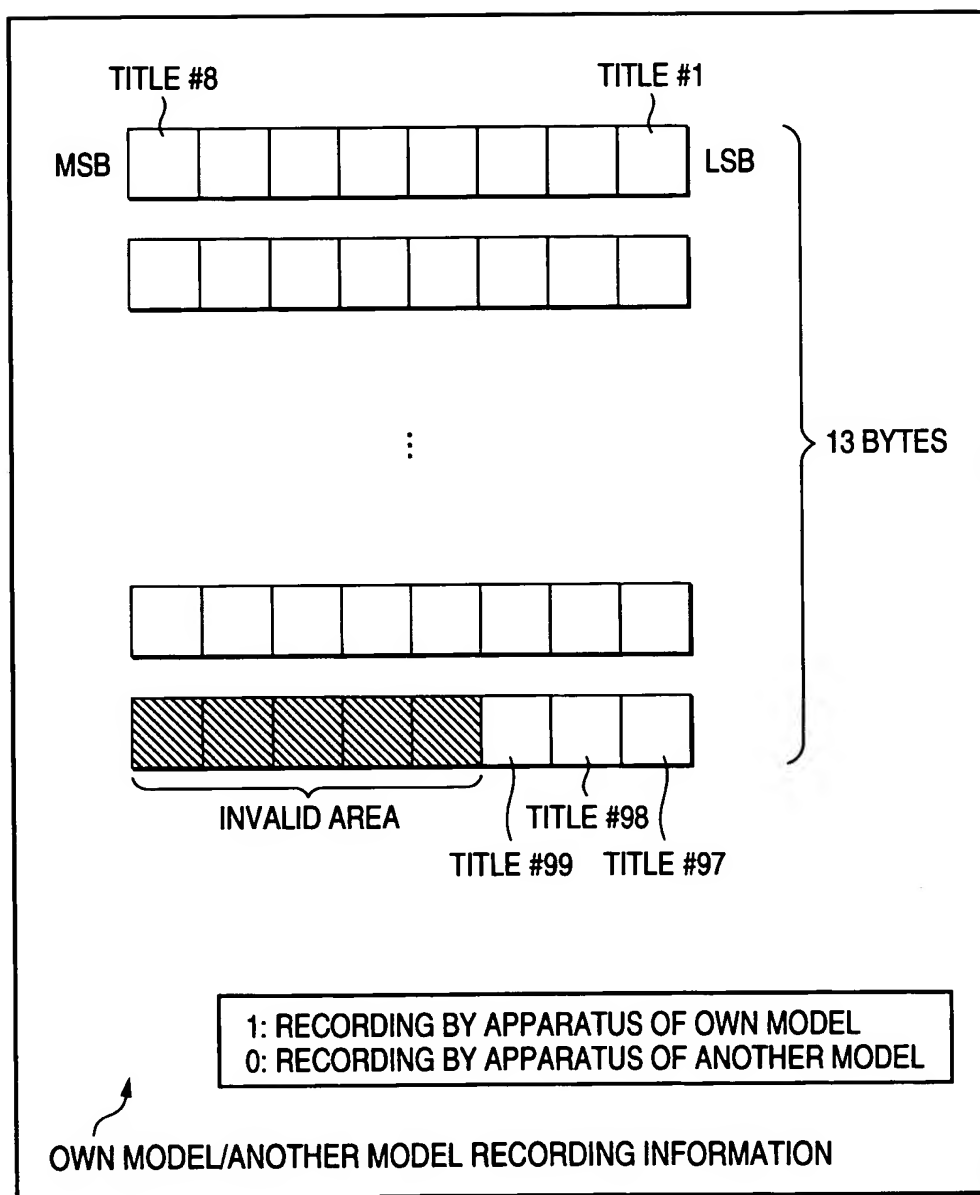 TITLE #8 TITLE #1
MSB LSB
⋮
13 BYTES
INVALID AREA
TITLE #98
TITLE #99 TITLE #97
1: RECORDING BY APPARATUS OF OWN MODEL
0: RECORDING BY APPARATUS OF ANOTHER MODEL
OWN MODEL/ANOTHER MODEL RECORDING INFORMATION